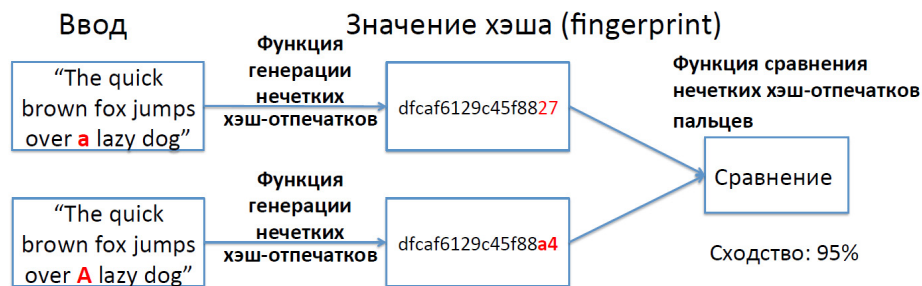 Ввод
Значение хэша (fingerprint)
“The quick
brown fox jumps
over a lazy dog”
Функция
генерации
нечетких
хэш-отпечатков
dfcaf6129c45f8827
Функция сравнения
нечетких хэш-отпечатков
пальцев
Сравнение
“The quick
brown fox jumps
over A lazy dog”
Функция
генерации
нечетких
хэш-отпечатков
dfcaf6129c45f88a4
Сходство: 95%